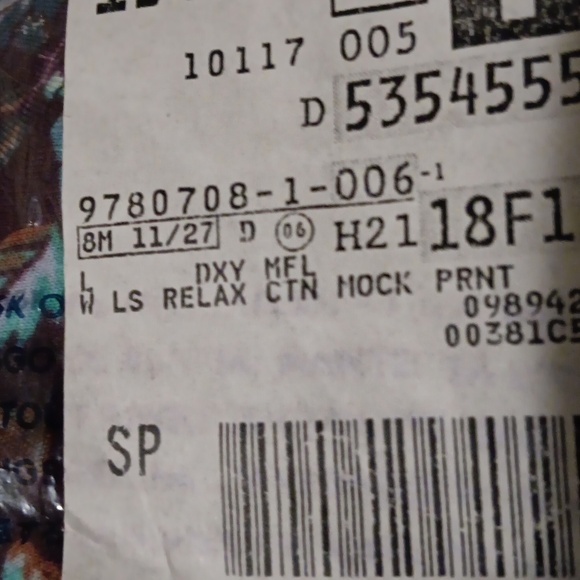 10117 005
D 5354555
9780708-1-006-1
8M 11/27 D 06 H21 18F1
L DXY MFL
W LS RELAX CTN MOCK PRNT
098942
00381C
SP